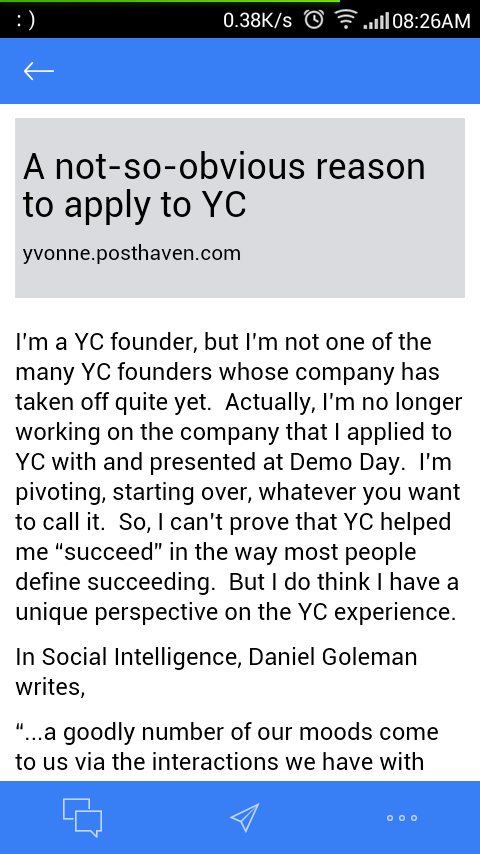 : ) 0.38K/s 08:26AM
A not-so-obvious reason
to apply to YC
yvonne.posthaven.com
I'm a YC founder, but I'm not one of the
many YC founders whose company has
taken off quite yet.  Actually, I'm no longer
working on the company that I applied to
YC with and presented at Demo Day.  I'm
pivoting, starting over, whatever you want
to call it.  So, I can't prove that YC helped
me “succeed” in the way most people
define succeeding.  But I do think I have a
unique perspective on the YC experience.
In Social Intelligence, Daniel Goleman
writes,
“...a goodly number of our moods come
to us via the interactions we have with